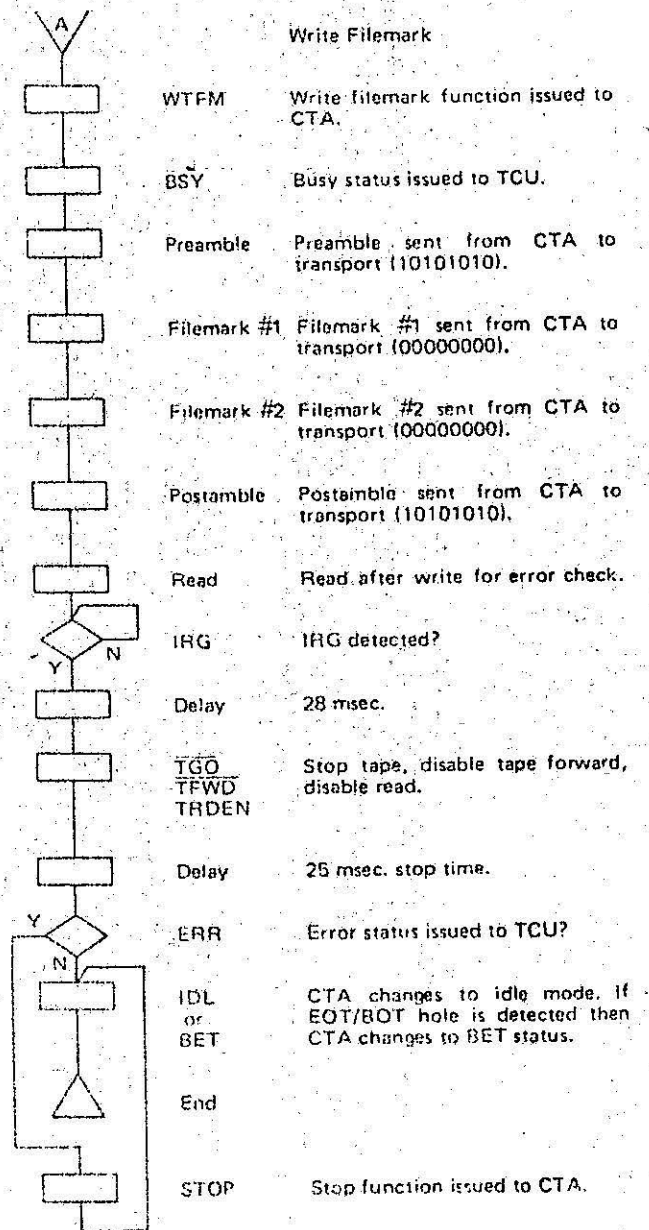 A
Write Filemark
WTFM Write filemark function issued to
CTA.
BSY Busy status issued to TCU.
Preamble Preamble sent from CTA to
transport (10101010).
Filemark #1 Filemark #1 sent from CTA to
transport (00000000).
Filemark #2 Filemark #2 sent from CTA to
transport (00000000).
Postamble Postamble sent from CTA to
transport (10101010).
Read Read after write for error check.
N IRG IRG detected?
Y
Delay 28 msec.
TGO Stop tape, disable tape forward,
TFWD disable read.
TRDEN
Delay 25 msec. stop time.
Y ERR Error status issued to TCU?
N
IDL CTA changes to idle mode. If
or EOT/BOT hole is detected then
BET CTA changes to BET status.
End
STOP Stop function issued to CTA.